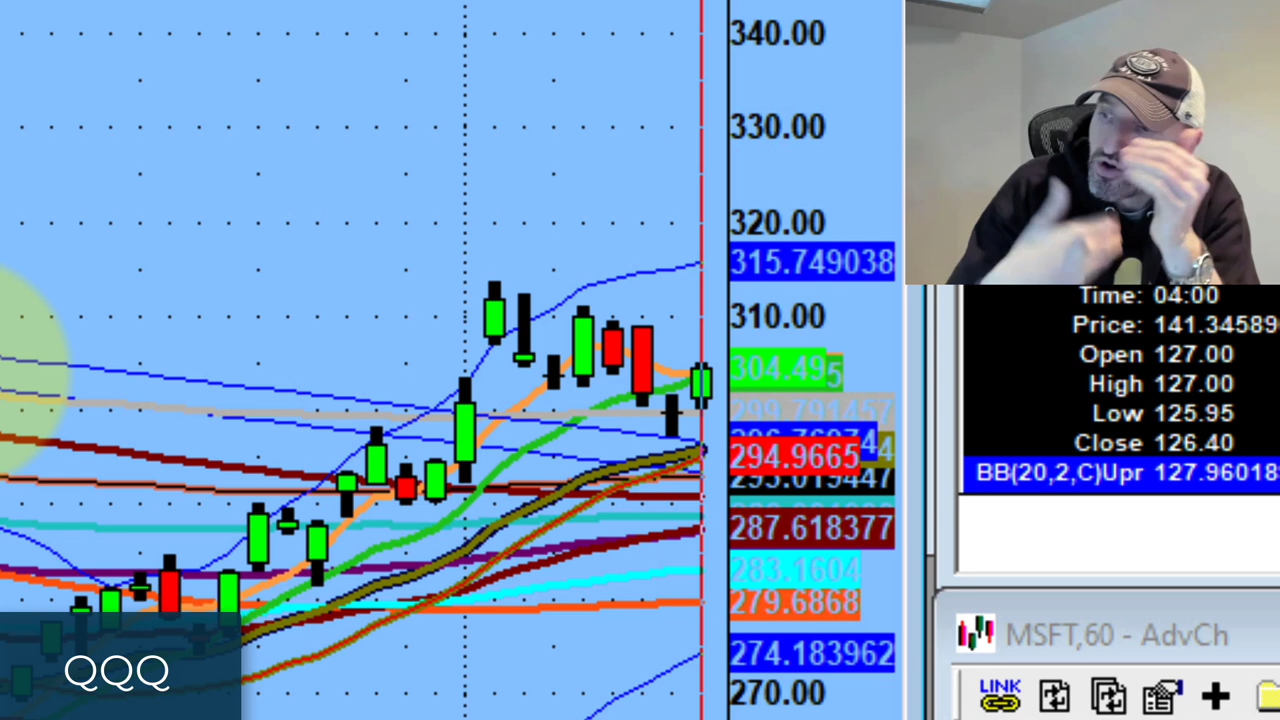 340.00
330.00
320.00
315.749038
310.00
304.495
299.791457
294.9665
287.618377
283.1604
279.6868
274.183962
270.00
QQQ
Time: 04:00
Price: 141.34589
Open 127.00
High 127.00
Low 125.95
Close 126.40
BB(20,2,C)Upr 127.96018
MSFT,60 - AdvCh
LINK